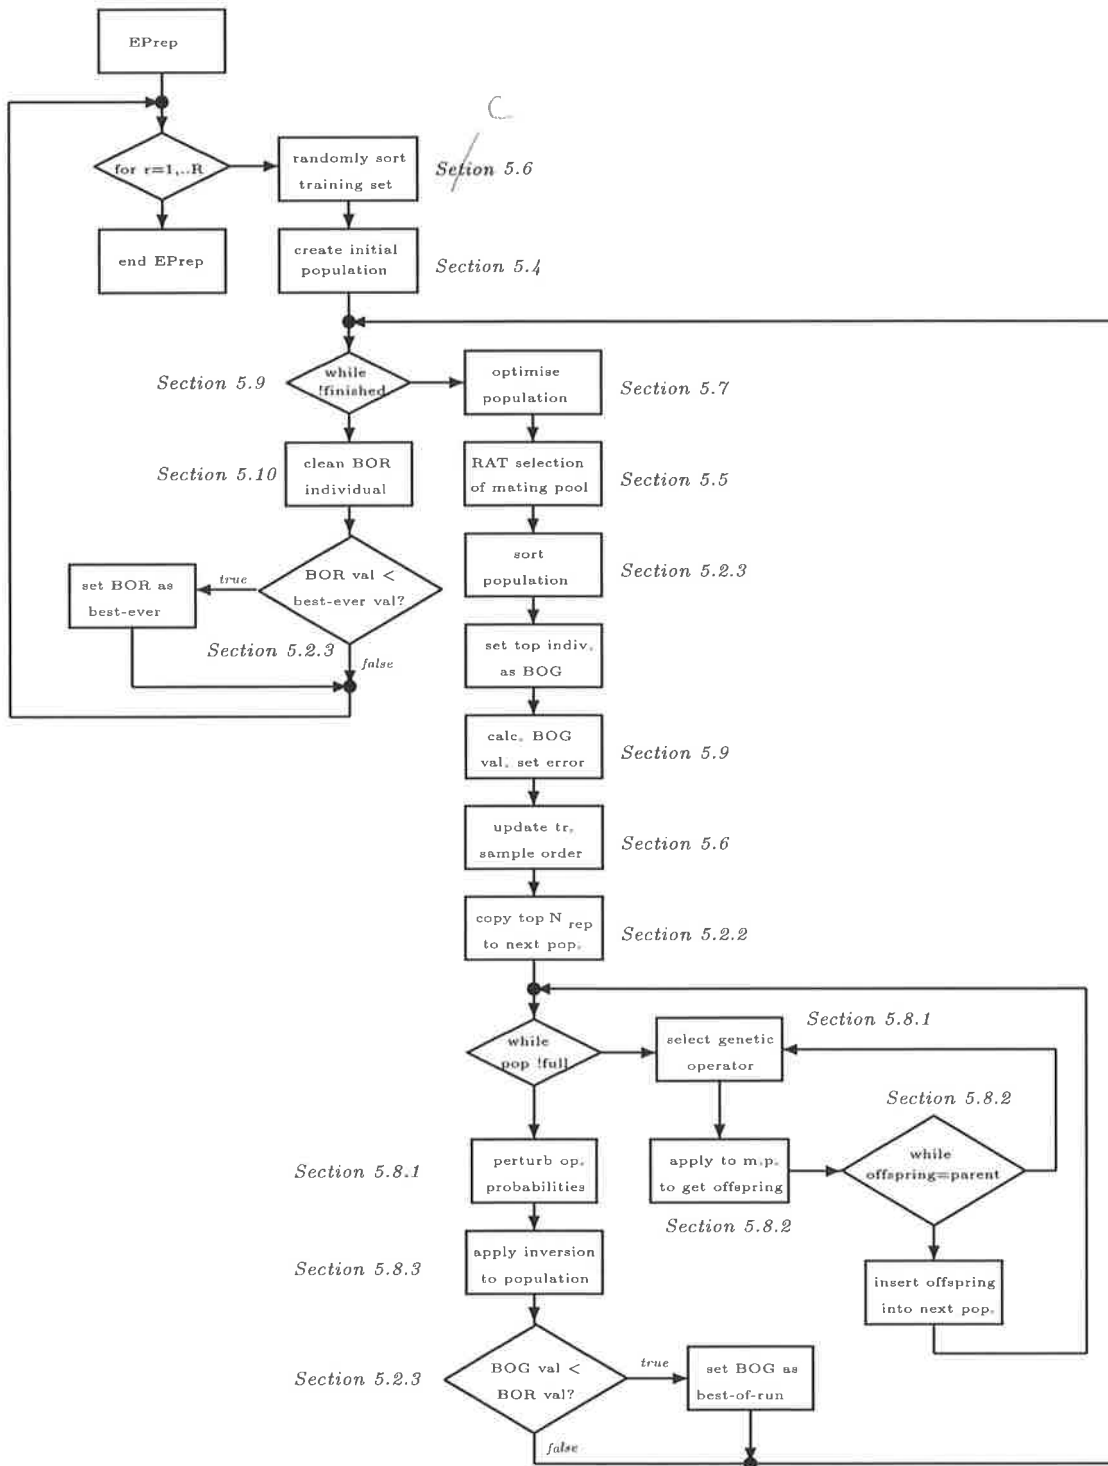 EPrep
C
for r=1,..R
randomly sort
training set
Setion 5.6
end EPrep
create initial
population
Section 5.4
Section 5.9
while
!finished
optimise
population
Section 5.7
Section 5.10
clean BOR
individual
RAT selection
of mating pool
Section 5.5
set BOR as
best-ever
true
BOR val <
best-ever val?
Section 5.2.3
false
sort
population
Section 5.2.3
set top indiv.
as BOG
calc. BOG
val. set error
Section 5.9
update tr.
sample order
Section 5.6
copy top N rep
to next pop.
Section 5.2.2
while
pop !full
select genetic
operator
Section 5.8.1
Section 5.8.2
Section 5.8.1
perturb op.
probabilities
apply to m.p.
to get offspring
Section 5.8.2
while
offspring=parent
Section 5.8.3
apply inversion
to population
insert offspring
into next pop.
Section 5.2.3
BOG val <
BOR val?
true
set BOG as
best-of-run
false